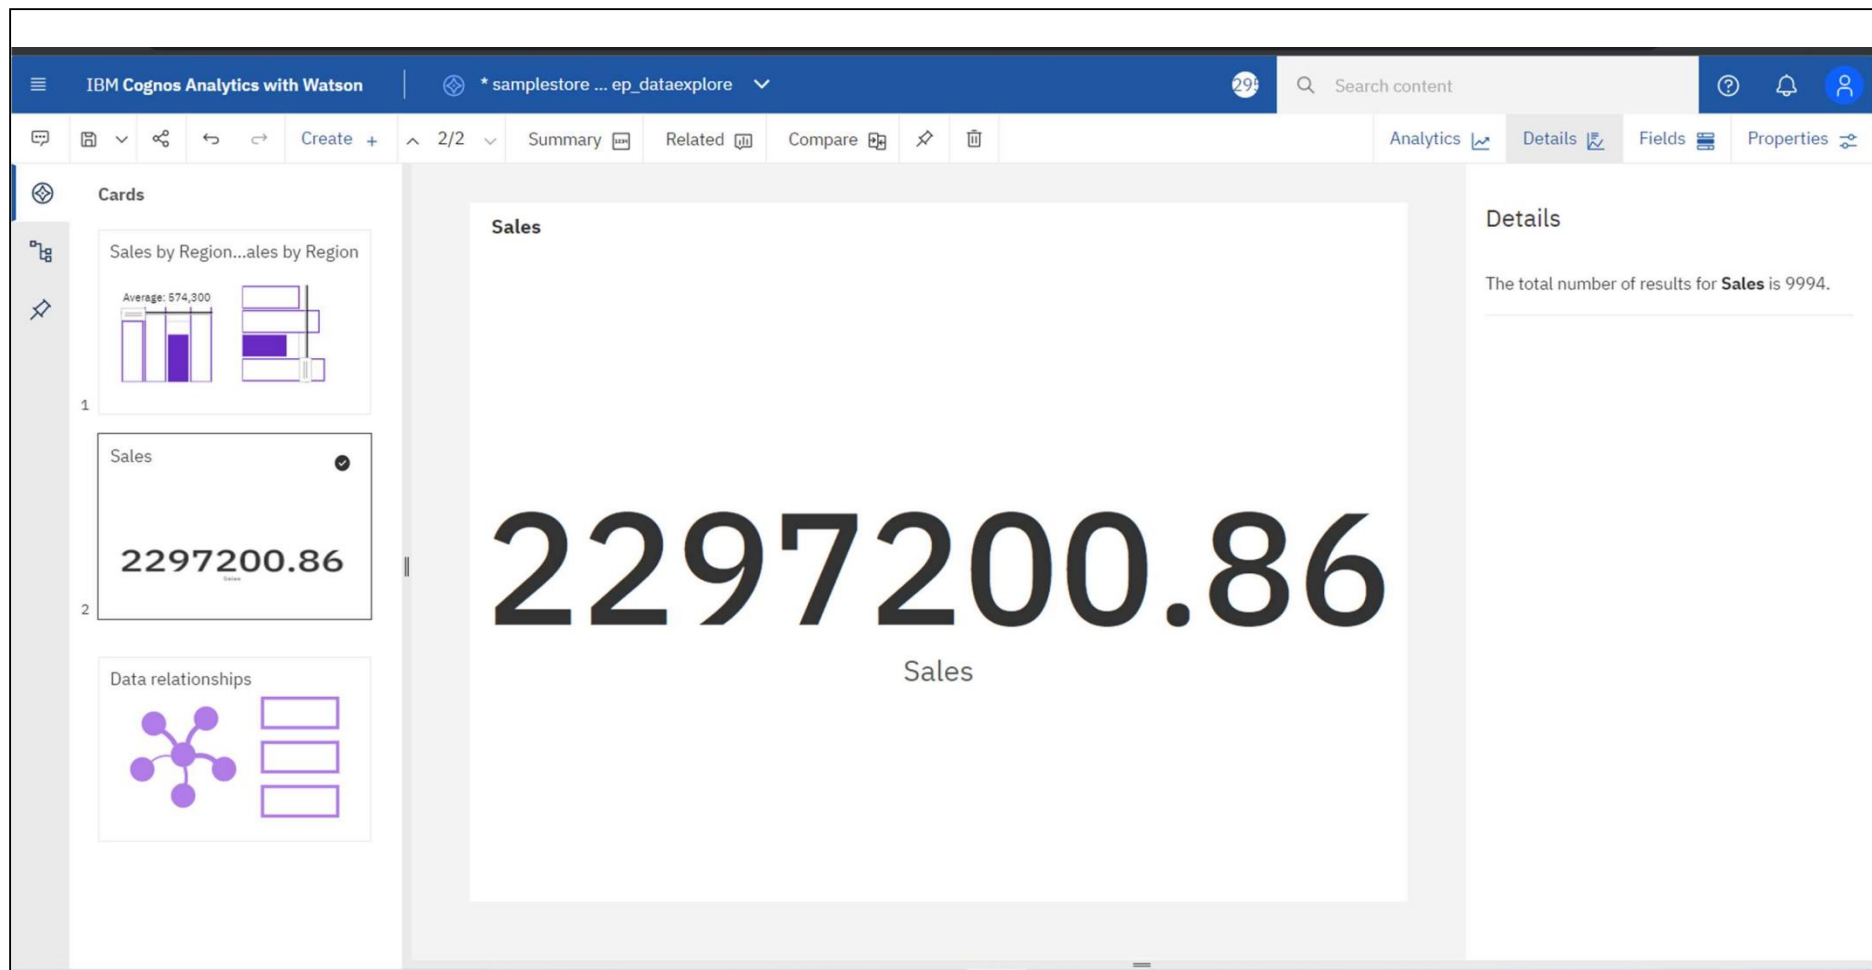 IBM Cognos Analytics with Watson
* samplestore ... ep_dataexplore
295
Search content
Create +
2/2
Summary
Related
Compare
Analytics
Details
Fields
Properties
Cards
Sales by Region...ales by Region
Average: 574,300
1
Sales
2297200.86
Sales
2
Data relationships
Sales
2297200.86
Sales
Details
The total number of results for Sales is 9994.